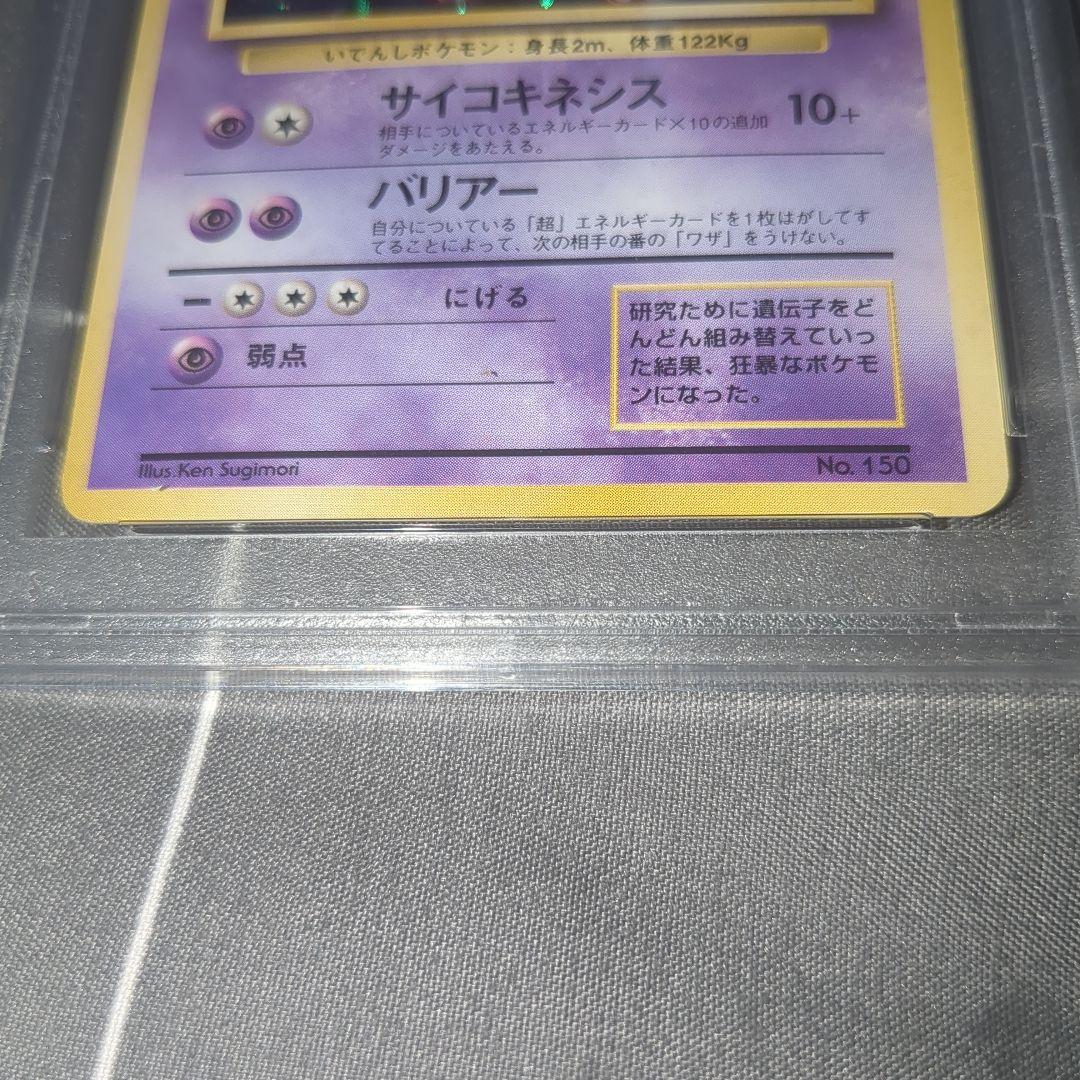 いでんしポケモン：身長2m、体重122Kg
サイコキネシス 10+
相手についているエネルギーカード×10の追加
ダメージをあたえる。
バリアー
自分についている「超」エネルギーカードを1枚はがしてす
てることによって、次の相手の番の「ワザ」をうけない。
ー にげる
弱点
研究ために遺伝子をど
んどん組み替えていっ
た結果、狂暴なポケモ
ンになった。
Illus.Ken Sugimori
No. 150